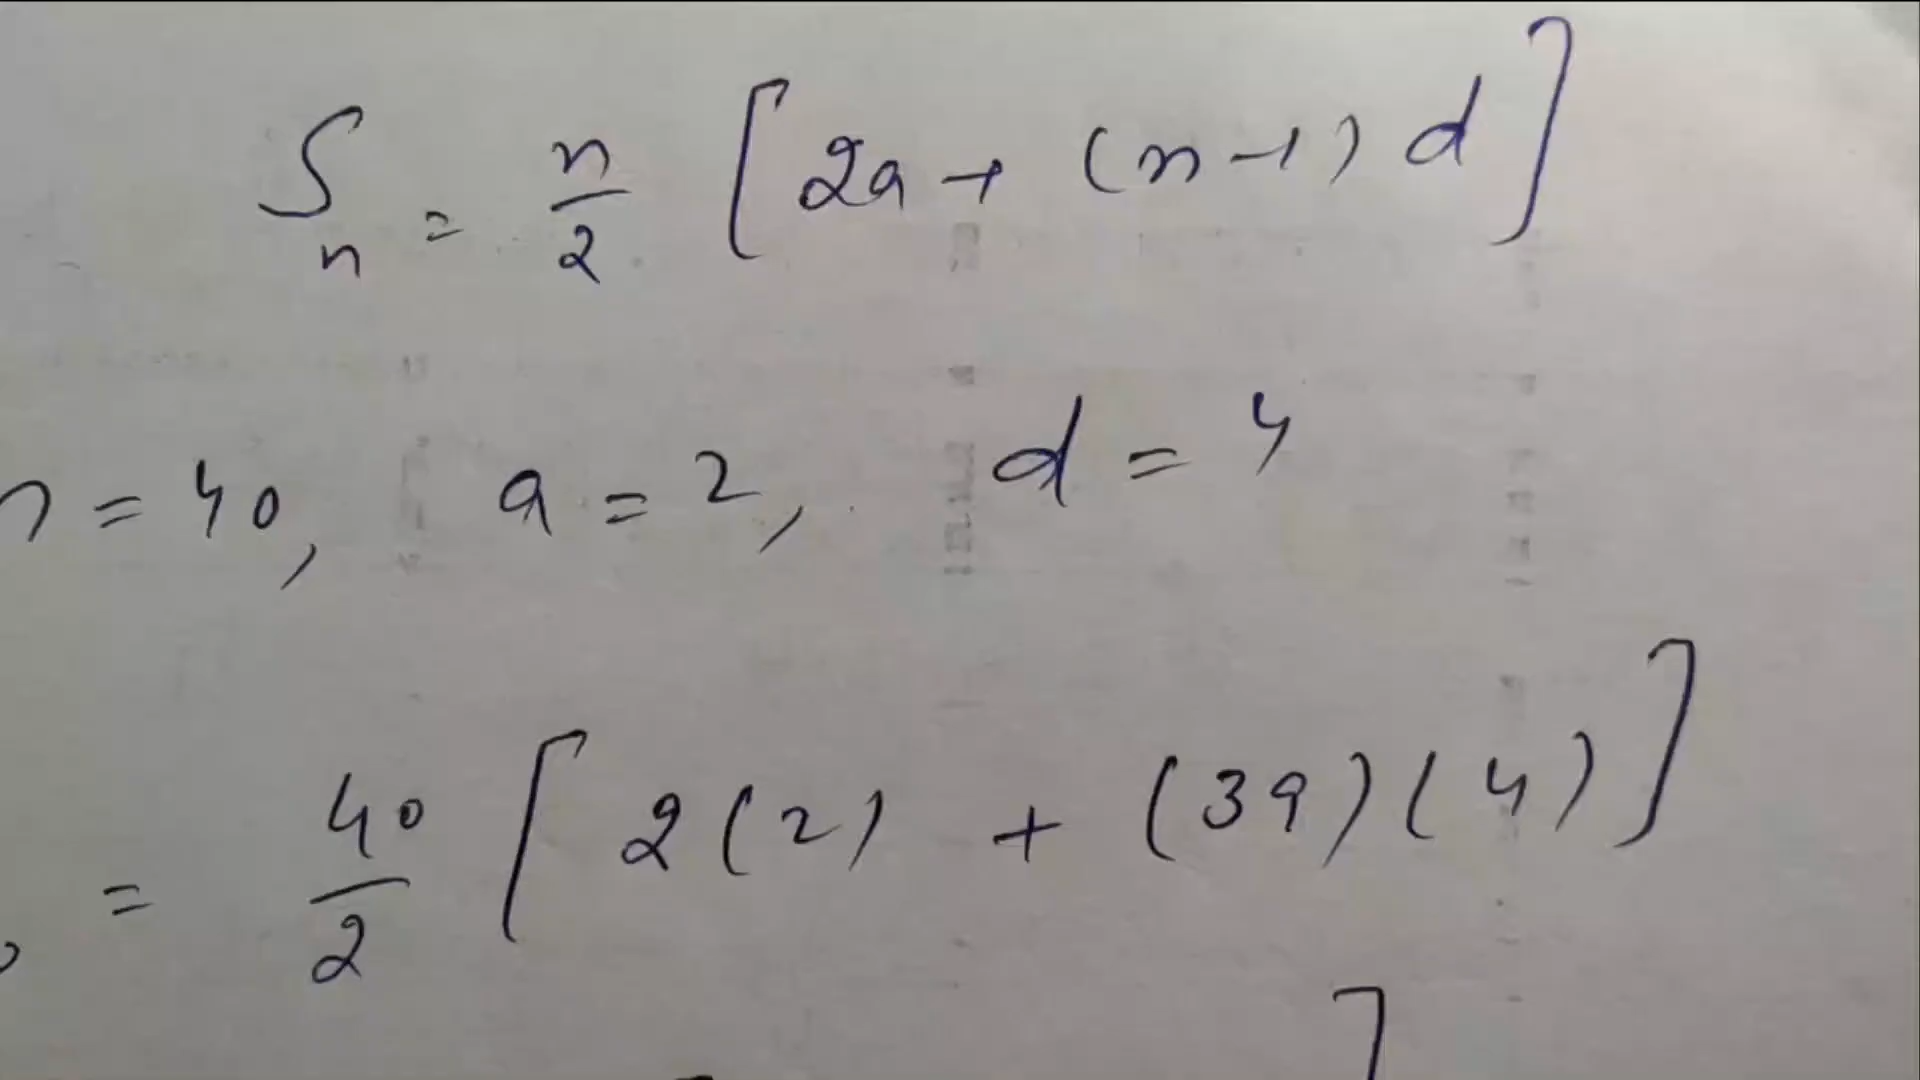 Sn = n/2 [2a + (n-1) d]
n = 40, a = 2, d = 4
= 40/2 [2(2) + (39)(4)]
]